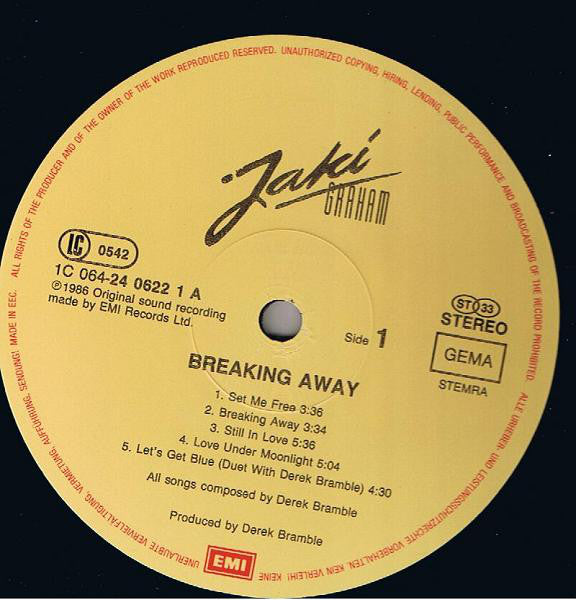 ALL RIGHTS OF THE PRODUCER AND OF THE OWNER OF THE WORK REPRODUCED RESERVED. UNAUTHORIZED COPYING, HIRING, LENDING, PUBLIC PERFORMANCE AND BROADCASTING OF THE RECORD PROHIBITED.
Jaki
GRAHAM
LC 0542
1C 064-24 0622 1 A
℗1986 Original sound recording
made by EMI Records Ltd.
Side 1
ST 33
STEREO
GEMA
STEMRA
BREAKING AWAY
1. Set Me Free 3:36
2. Breaking Away 3:34
3. Still In Love 5:36
4. Love Under Moonlight 5:04
5. Let's Get Blue (Duet With Derek Bramble) 4:30
All songs composed by Derek Bramble
Produced by Derek Bramble
EMI
ALLE URHEBER- UND LEISTUNGSSCHUTZRECHTE VORBEHALTEN. KEIN VERLEIH! KEINE UNERLAUBTE VERVIELFÄLTIGUNG, VERMIETUNG, AUFFÜHRUNG, SENDUNG! MADE IN EEC.